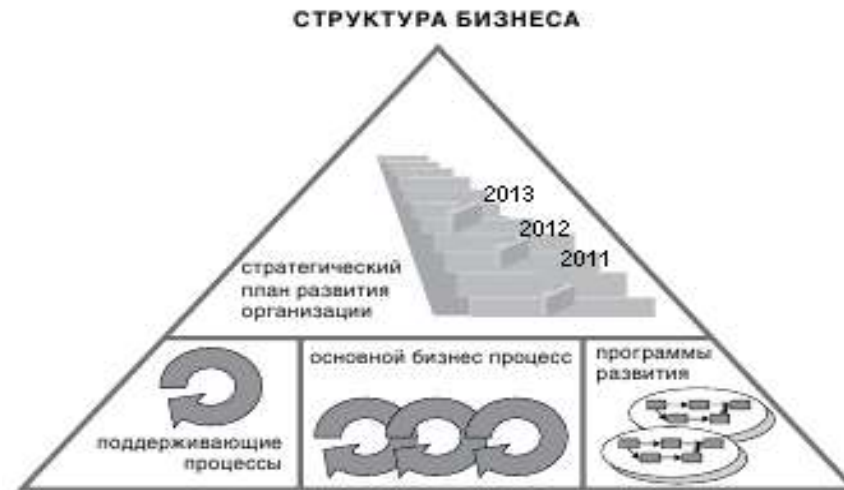 СТРУКТУРА БИЗНЕСА
2013
2012
2011
стратегический
план развития
организации
поддерживающие
процессы
основной бизнес процесс
программы
развития